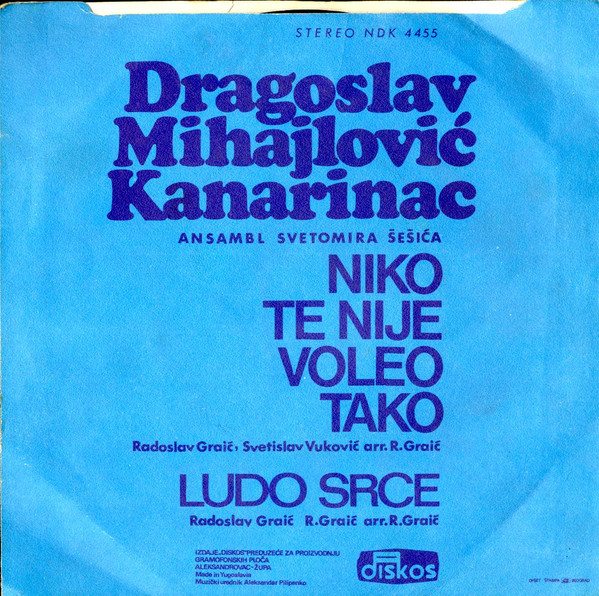 STEREO NDK 4455
Dragoslav
Mihajlović
Kanarinac
ANSAMBL SVETOMIRA ŠEŠIĆA
NIKO
TE NIJE
VOLEO
TAKO
Radoslav Graić, Svetislav Vuković arr. R. Graić
LUDO SRCE
Radoslav Graić R. Graić arr. R. Graić
IZDAJE „DISKOS" PREDUZEĆE ZA PROIZVODNJU
GRAMOFONSKIH PLOČA
ALEKSANDROVAC - ŽUPA
Made in Yugoslavia
Muzički urednik Aleksandar Pilipenko
diskos